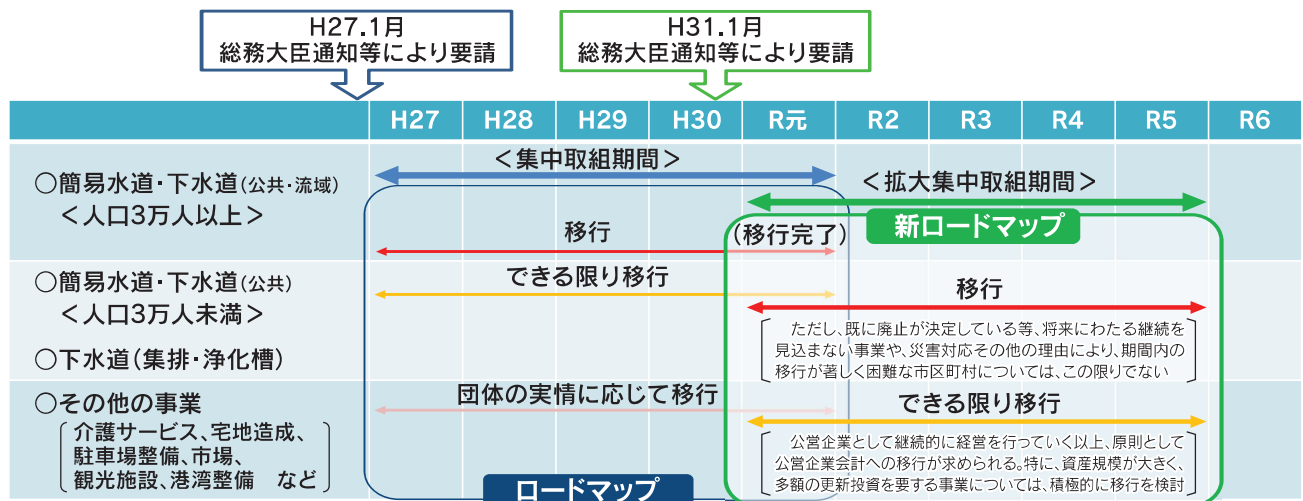 H27.1月
総務大臣通知等により要請
H31.1月
総務大臣通知等により要請
H27 H28 H29 H30 R元 R2 R3 R4 R5 R6
○簡易水道・下水道(公共・流域)
<人口3万人以上>
<集中取組期間>
<拡大集中取組期間>
新ロードマップ
移行
(移行完了)
○簡易水道・下水道(公共)
<人口3万人未満>
○下水道(集排・浄化槽)
できる限り移行
移行
ただし、既に廃止が決定している等、将来にわたる継続を
見込まない事業や、災害対応その他の理由により、期間内の
移行が著しく困難な市区町村については、この限りでない
○その他の事業
介護サービス、宅地造成、
駐車場整備、市場、
観光施設、港湾整備 など
団体の実情に応じて移行
できる限り移行
公営企業として継続的に経営を行っていく以上、原則として
公営企業会計への移行が求められる。特に、資産規模が大きく、
多額の更新投資を要する事業については、積極的に移行を検討
ロードマップ